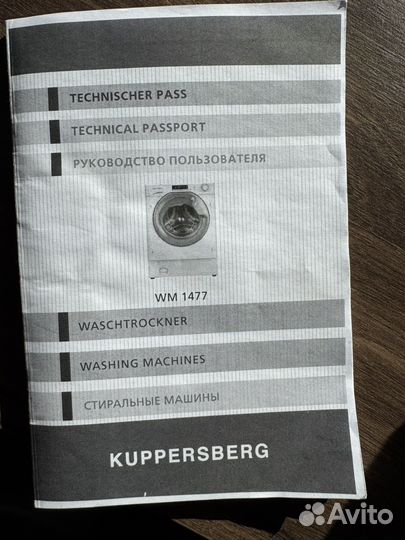 TECHNISCHER PASS
TECHNICAL PASSPORT
РУКОВОДСТВО ПОЛЬЗОВАТЕЛЯ
WM 1477
WASCHTROCKNER
WASHING MACHINES
СТИРАЛЬНЫЕ МАШИНЫ
KUPPERSBERG
Avito